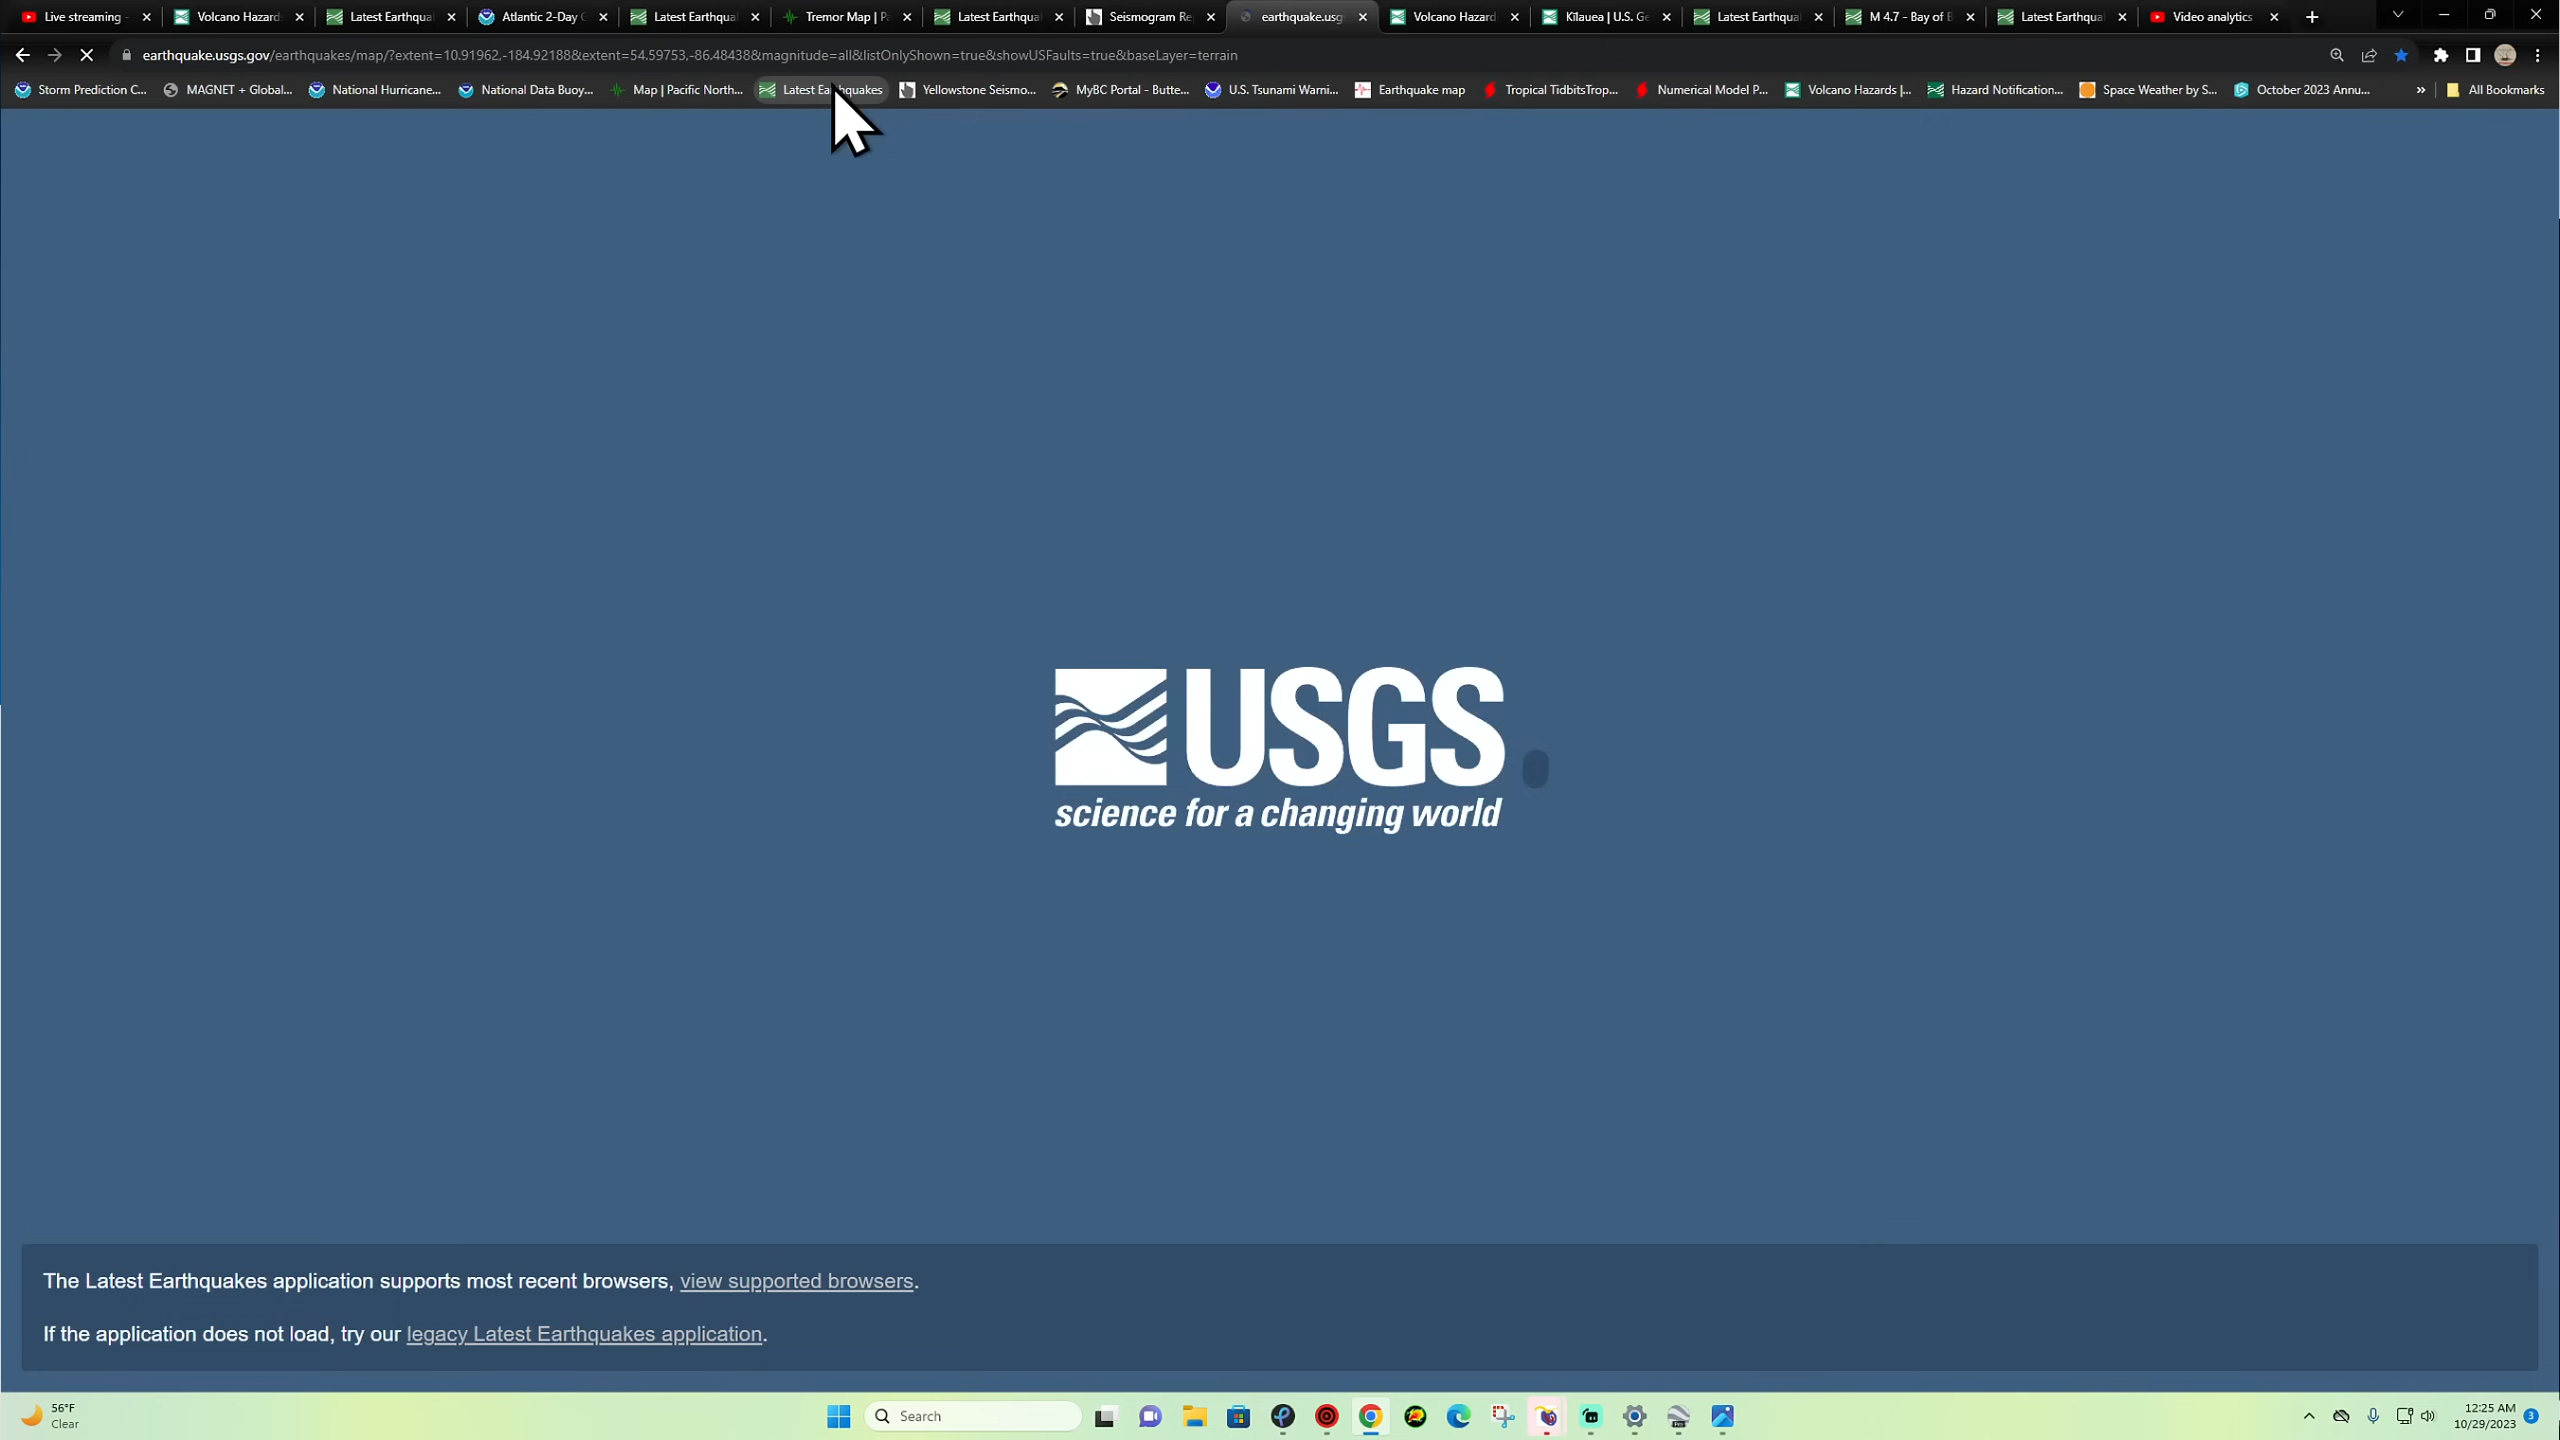 Live streaming -
Volcano Hazard
Latest Earthqua
Atlantic 2-Day G
Latest Earthqua
Tremor Map | Pa
Latest Earthqua
Seismogram Re
earthquake.usg
Volcano Hazard
Kīlauea | U.S. Ge
Latest Earthqua
M 4.7 - Bay of B
Latest Earthqua
Video analytics
earthquake.usgs.gov/earthquakes/map/?extent=10.91962,-184.92188&extent=54.59753,-86.48438&magnitude=all&listOnlyShown=true&showUSFaults=true&baseLayer=terrain
Storm Prediction C...
MAGNET + Global...
National Hurricane...
National Data Buoy...
Map | Pacific North...
Latest Earthquakes
Yellowstone Seismo...
MyBC Portal - Butte...
U.S. Tsunami Warni...
Earthquake map
Tropical TidbitsTrop...
Numerical Model P...
Volcano Hazards |...
Hazard Notification...
Space Weather by S...
October 2023 Annu...
»
All Bookmarks
USGS
science for a changing world
The Latest Earthquakes application supports most recent browsers, view supported browsers.
If the application does not load, try our legacy Latest Earthquakes application.
56°F
Clear
Search
12:25 AM
10/29/2023
3